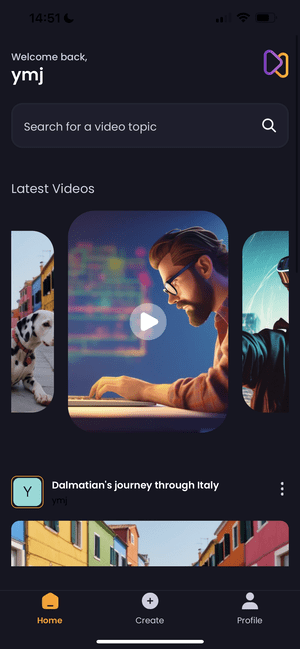 14:51
Welcome back,
ymj
Search for a video topic
Latest Videos
Y
Dalmatian's journey through Italy
ymj
Home
Create
Profile